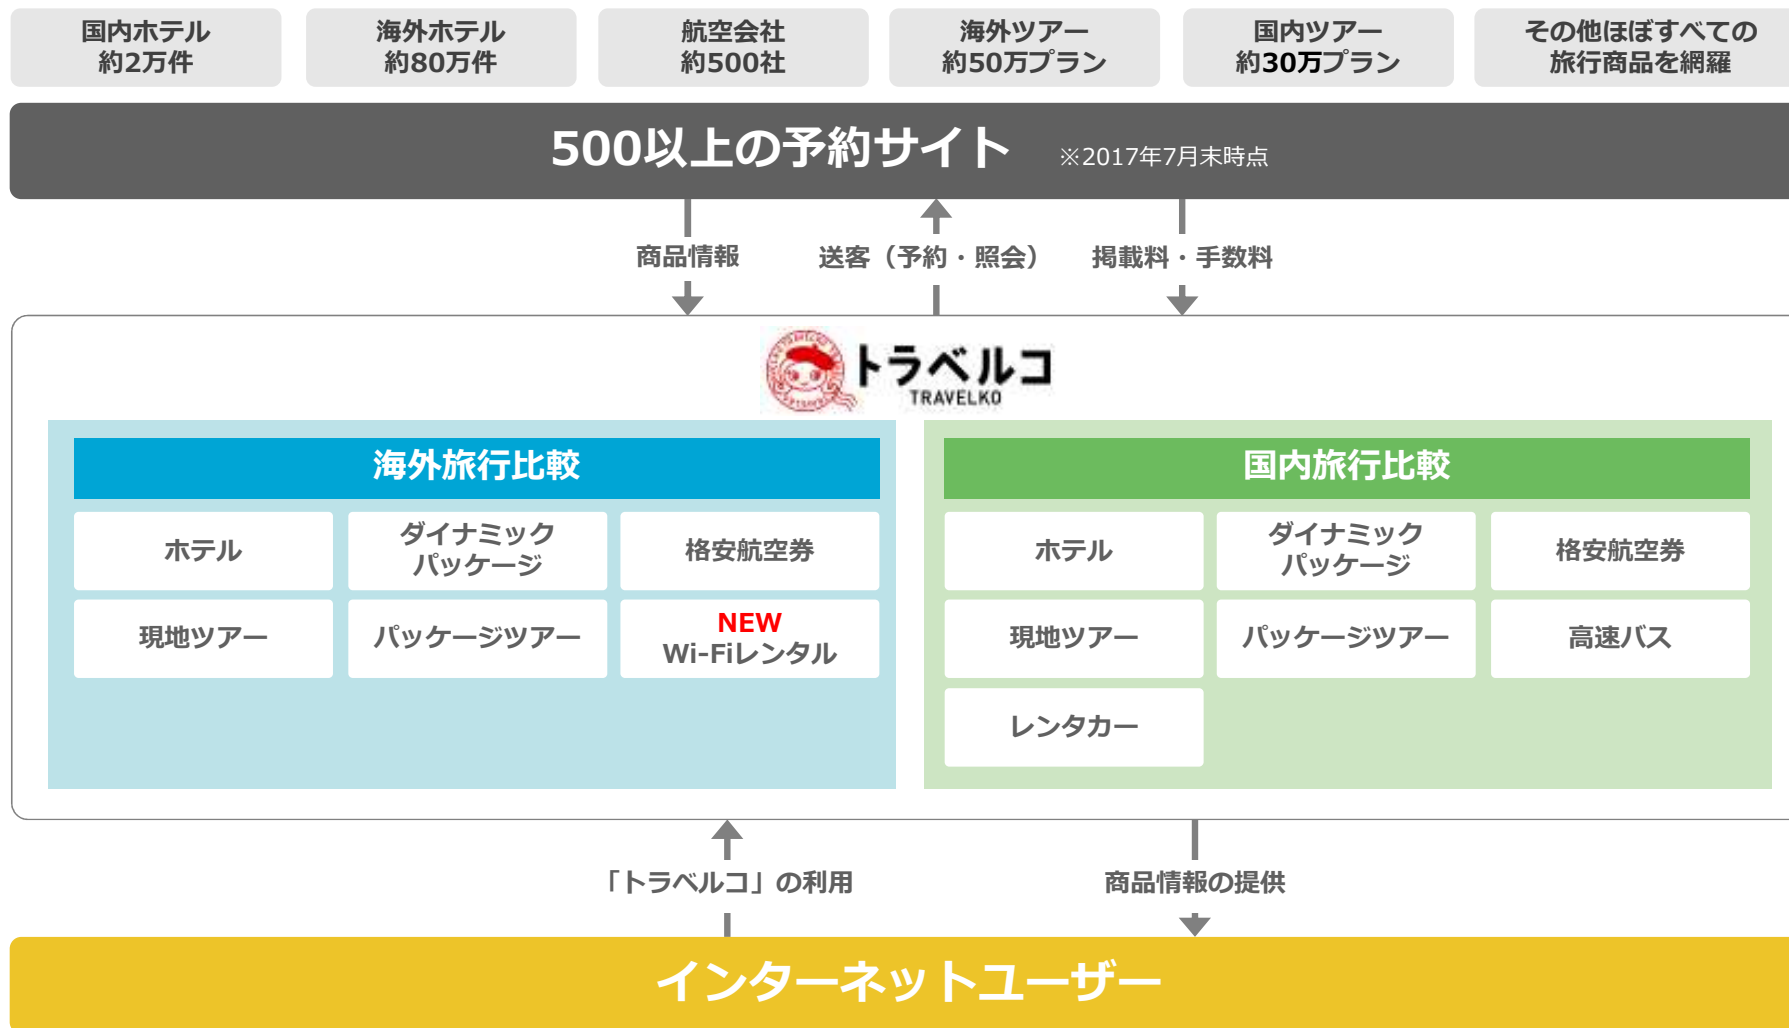 国内ホテル
約2万件
海外ホテル
約80万件
航空会社
約500社
海外ツアー
約50万プラン
国内ツアー
約30万プラン
その他ほぼすべての
旅行商品を網羅
500以上の予約サイト ※2017年7月末時点
商品情報
送客（予約・照会）
掲載料・手数料
トラベルコ
TRAVELKO
海外旅行比較
ホテル
ダイナミック
パッケージ
格安航空券
現地ツアー
パッケージツアー
NEW
Wi-Fiレンタル
国内旅行比較
ホテル
ダイナミック
パッケージ
格安航空券
現地ツアー
パッケージツアー
高速バス
レンタカー
「トラベルコ」の利用
商品情報の提供
インターネットユーザー